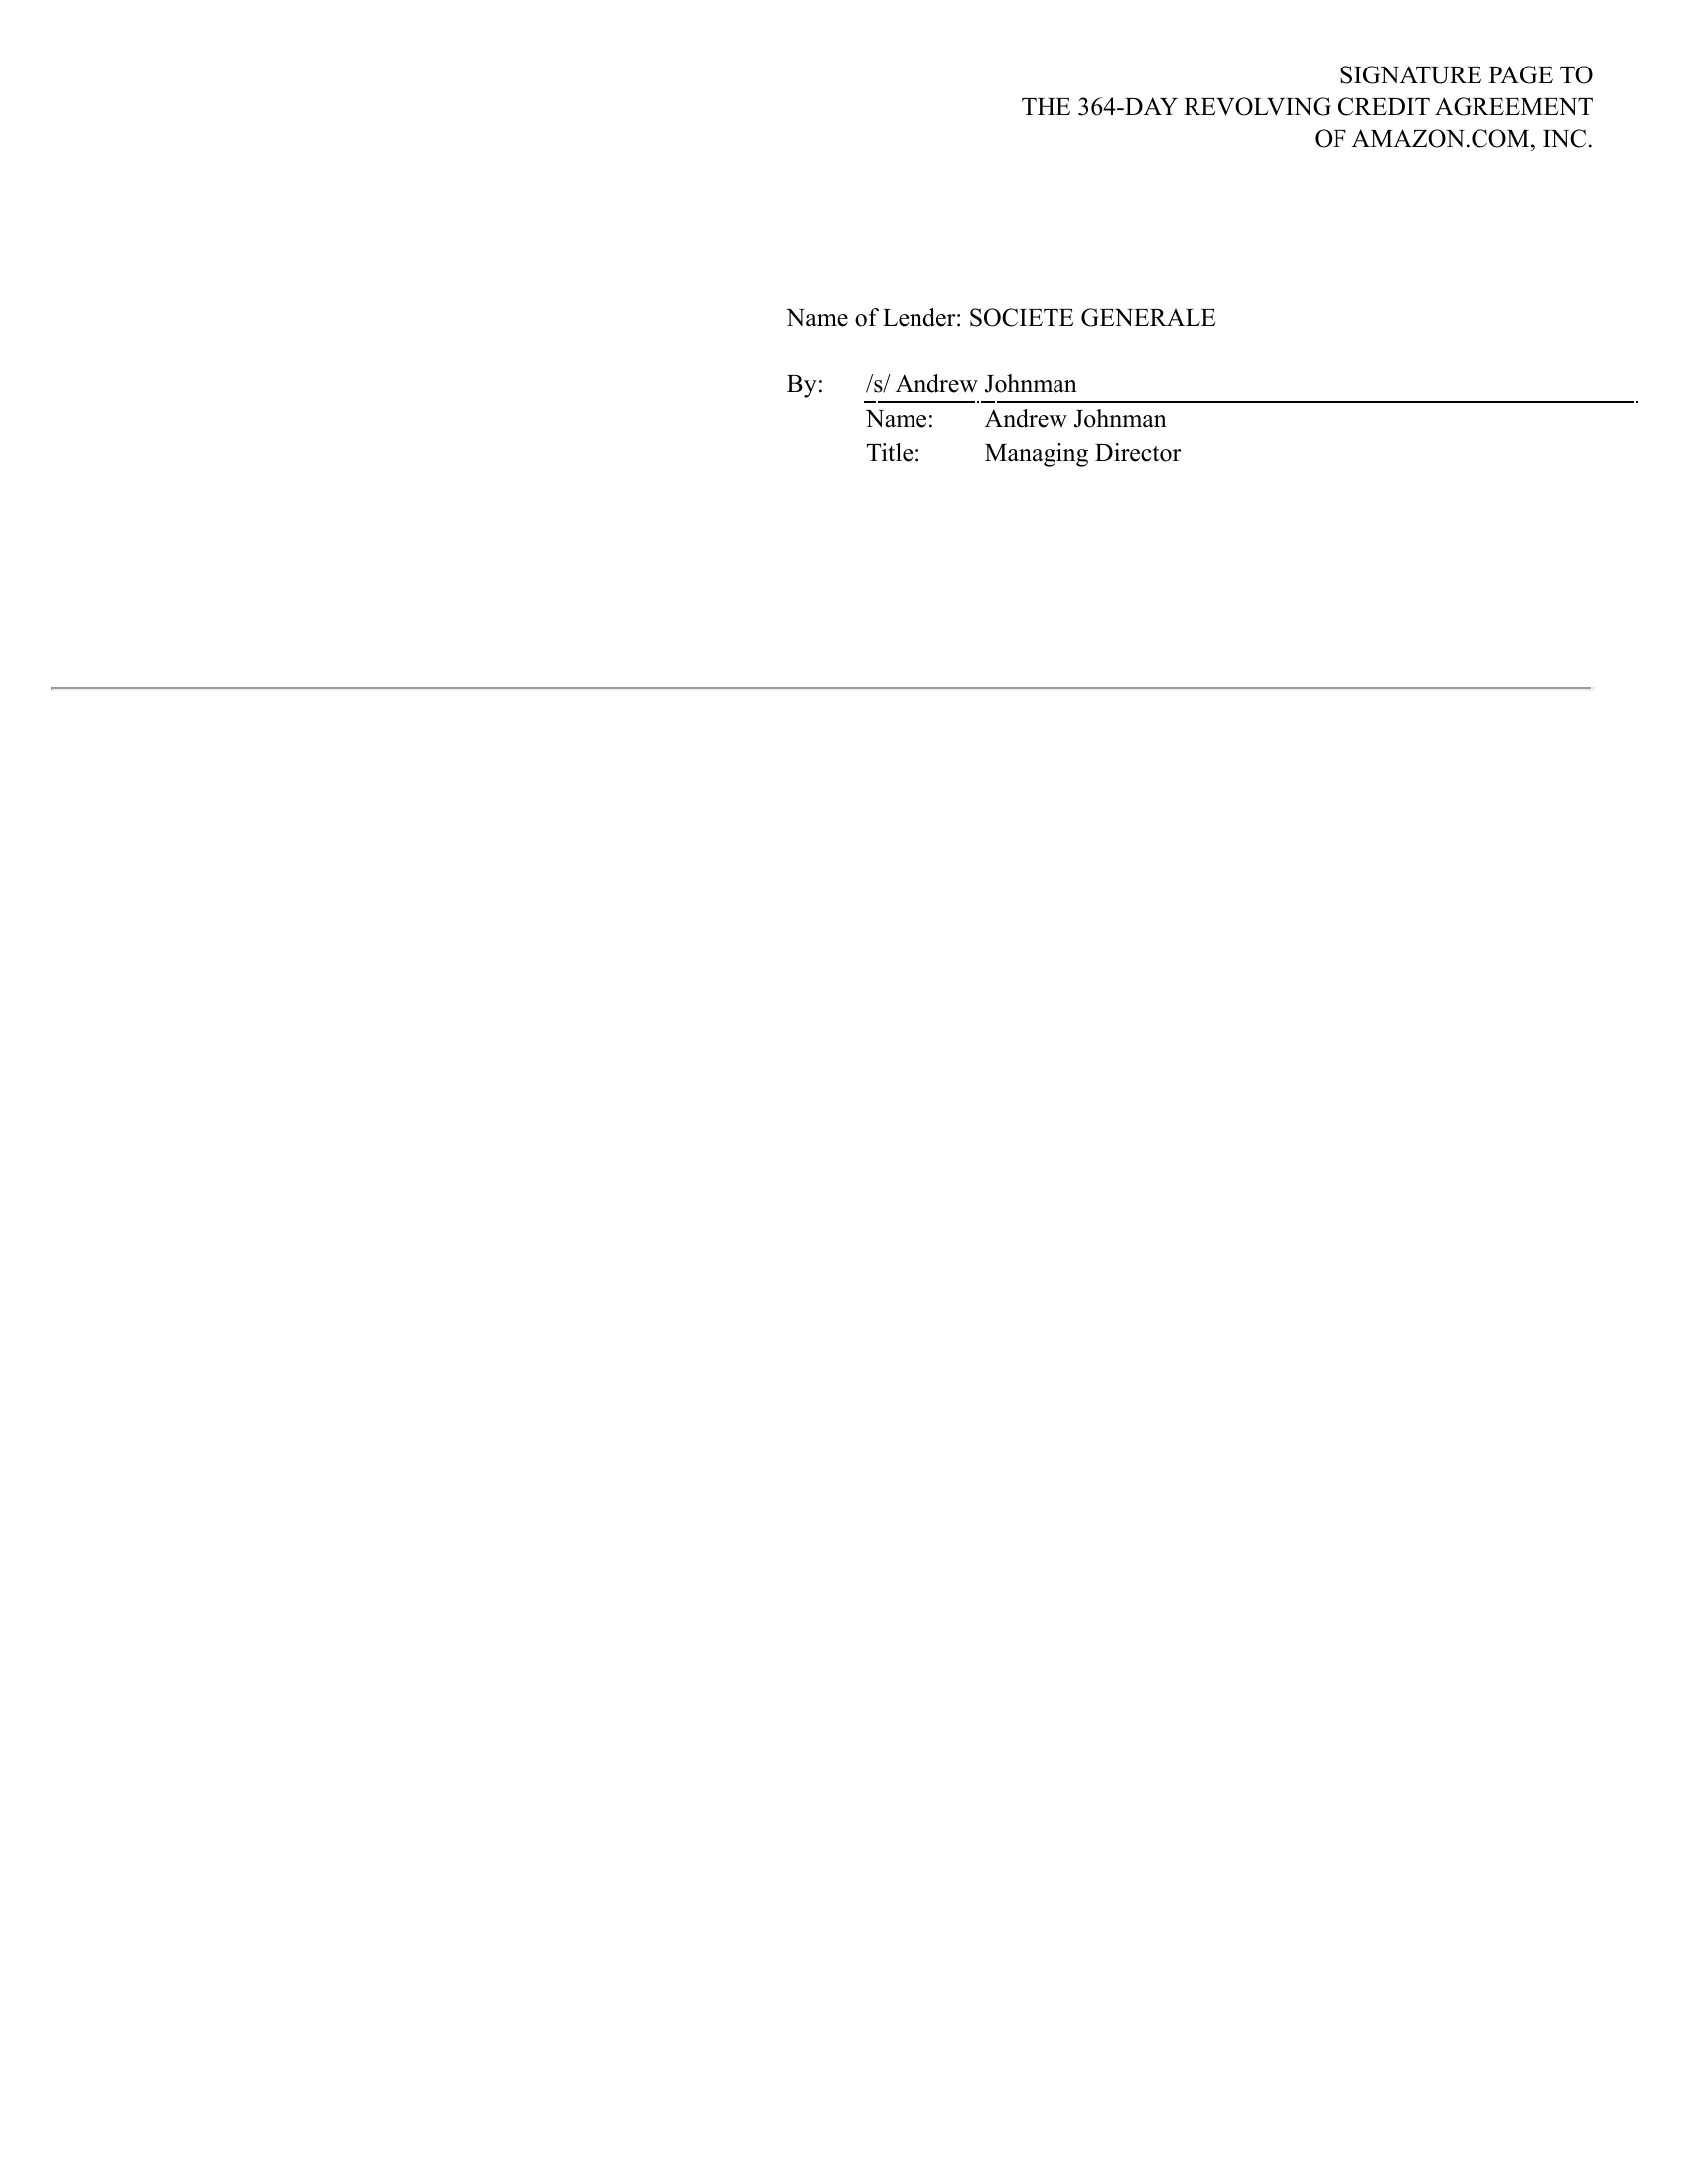 SIGNATURE PAGE TO
THE 364-DAY REVOLVING CREDIT AGREEMENT
OF AMAZON.COM, INC.
Name of Lender: SOCIETE GENERALE
By: /s/ Andrew Johnman
Name: Andrew Johnman
Title: Managing Director